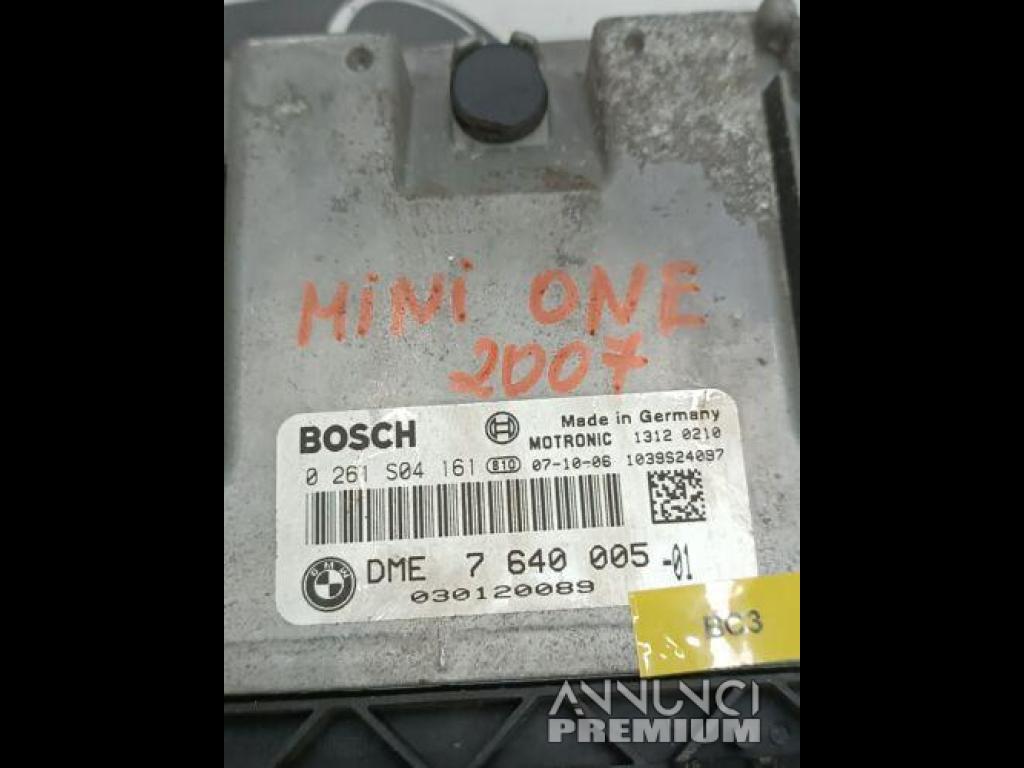 MiNi ONE
2007
BOSCH
Made in Germany
MOTRONIC 1312 0210
0 261 S04 161 07-10-06 1039S24097
BMW
DME 7 640 005 -01
030120089
BC3
ANNUNCI
PREMIUM